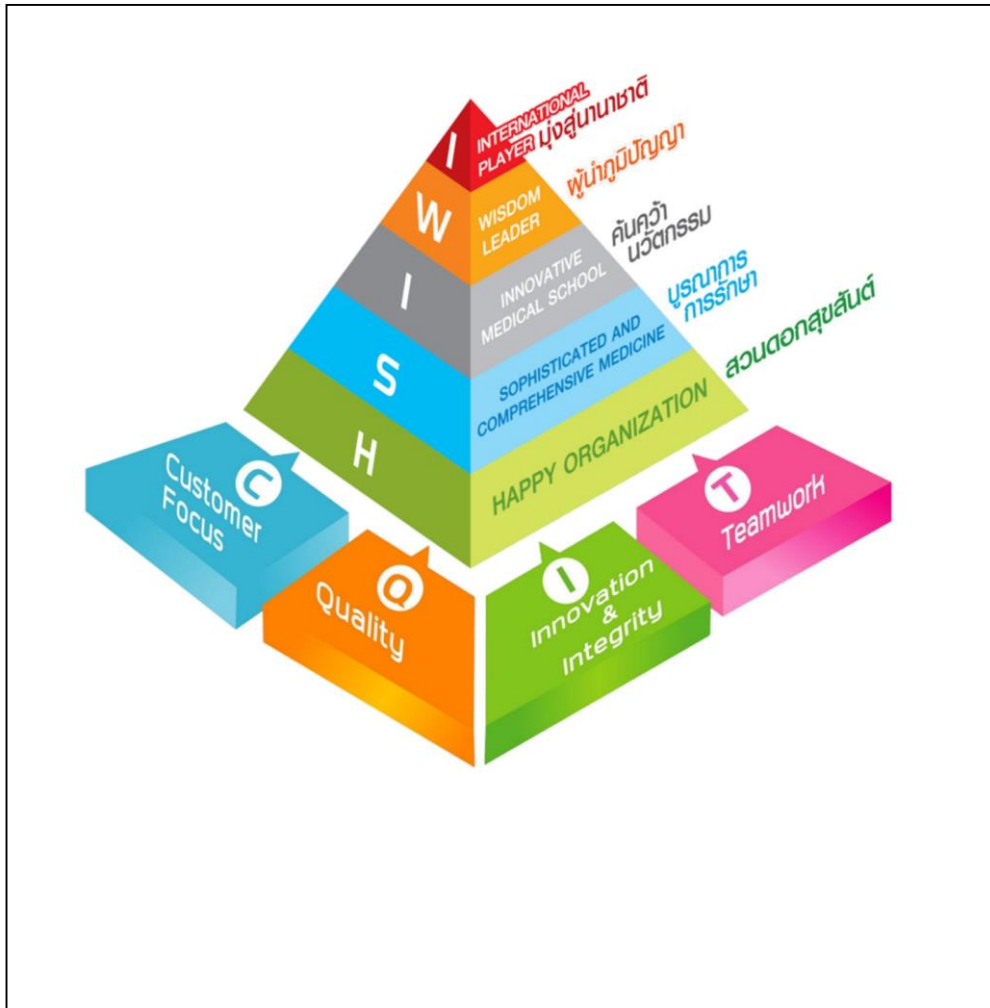 I
INTERNATIONAL
PLAYER มุ่งสู่นานาชาติ
W
WISDOM
LEADER
ผู้นำภูมิปัญญา
I
INNOVATIVE
MEDICAL SCHOOL
ค้นคว้า
นวัตกรรม
S
SOPHISTICATED AND
COMPREHENSIVE MEDICINE
บูรณาการ
การรักษา
H
HAPPY ORGANIZATION
สวนดอกสุขสันต์
C
Customer
Focus
Q
Quality
I
Innovation
&
Integrity
T
Teamwork